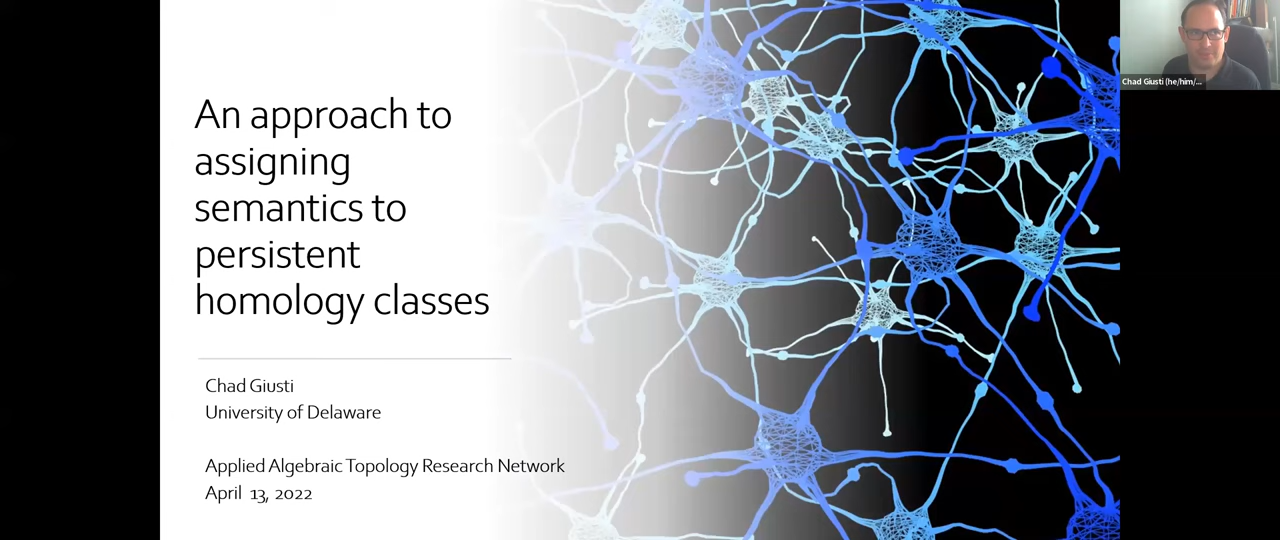 An approach to
assigning
semantics to
persistent
homology classes
Chad Giusti
University of Delaware
Applied Algebraic Topology Research Network
April 13, 2022
Chad Giusti (he/him/...